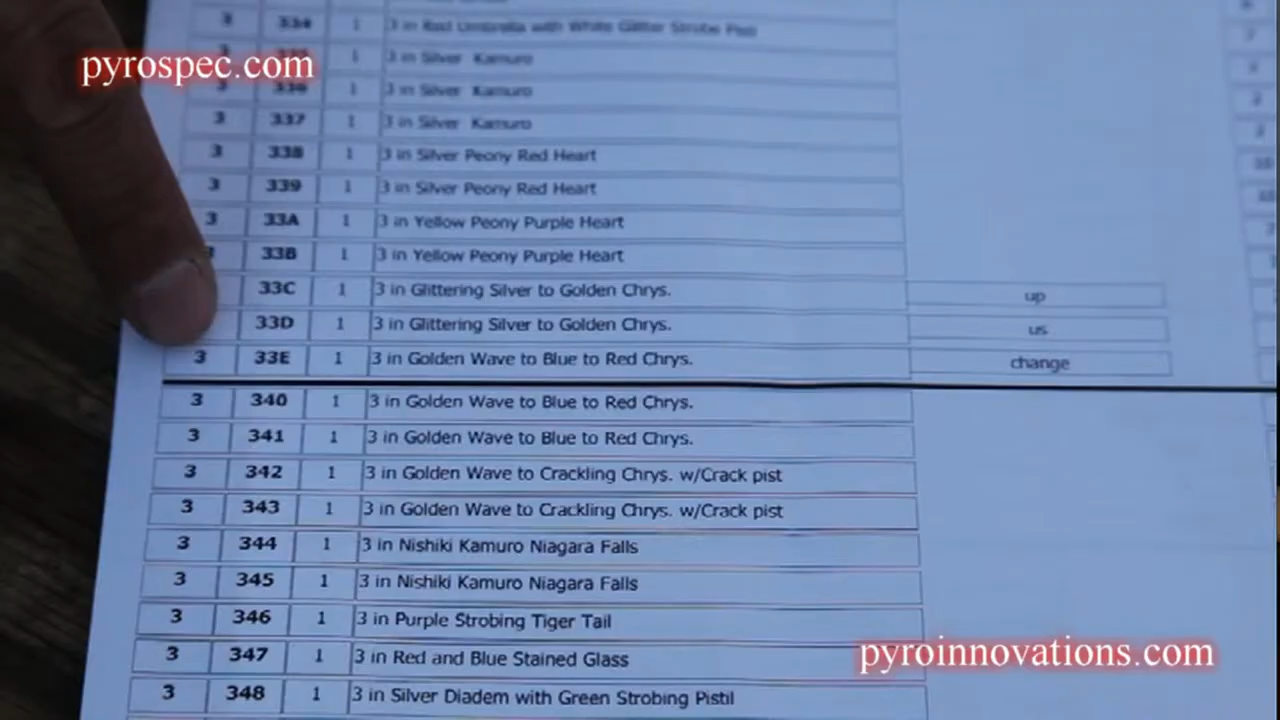 3 334 1 3 in Red Umbrella with White Glitter Strobe Pistil
pyrospec.com
3 335 1 3 in Silver Kamuro
3 336 1 3 in Silver Kamuro
3 337 1 3 in Silver Kamuro
3 338 1 3 in Silver Peony Red Heart
3 339 1 3 in Silver Peony Red Heart
3 33A 1 3 in Yellow Peony Purple Heart
33B 1 3 in Yellow Peony Purple Heart
33C 1 3 in Glittering Silver to Golden Chrys. up
33D 1 3 in Glittering Silver to Golden Chrys. us
3 33E 1 3 in Golden Wave to Blue to Red Chrys. change
3 340 1 3 in Golden Wave to Blue to Red Chrys.
3 341 1 3 in Golden Wave to Blue to Red Chrys.
3 342 1 3 in Golden Wave to Crackling Chrys. w/Crack pist
3 343 1 3 in Golden Wave to Crackling Chrys. w/Crack pist
3 344 1 3 in Nishiki Kamuro Niagara Falls
3 345 1 3 in Nishiki Kamuro Niagara Falls
3 346 1 3 in Purple Strobing Tiger Tail
3 347 1 3 in Red and Blue Stained Glass
pyroinnovations.com
3 348 1 3 in Silver Diadem with Green Strobing Pistil